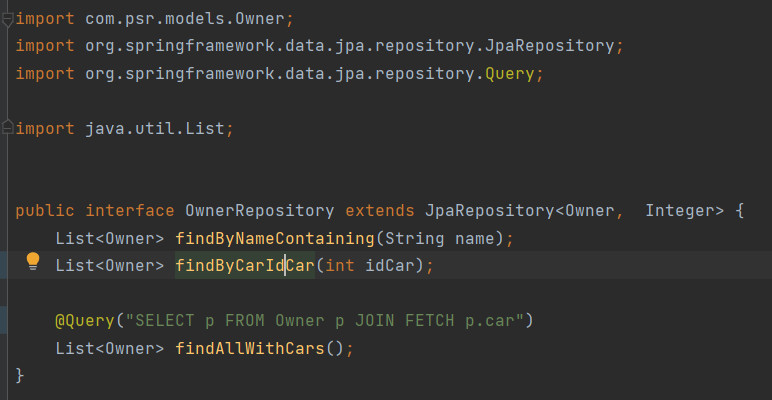 import com.psr.models.Owner;
import org.springframework.data.jpa.repository.JpaRepository;
import org.springframework.data.jpa.repository.Query;
import java.util.List;
public interface OwnerRepository extends JpaRepository<Owner,  Integer> {
    List<Owner> findByNameContaining(String name);
    List<Owner> findByCarIdCar(int idCar);
    @Query("SELECT p FROM Owner p JOIN FETCH p.car")
    List<Owner> findAllWithCars();
}